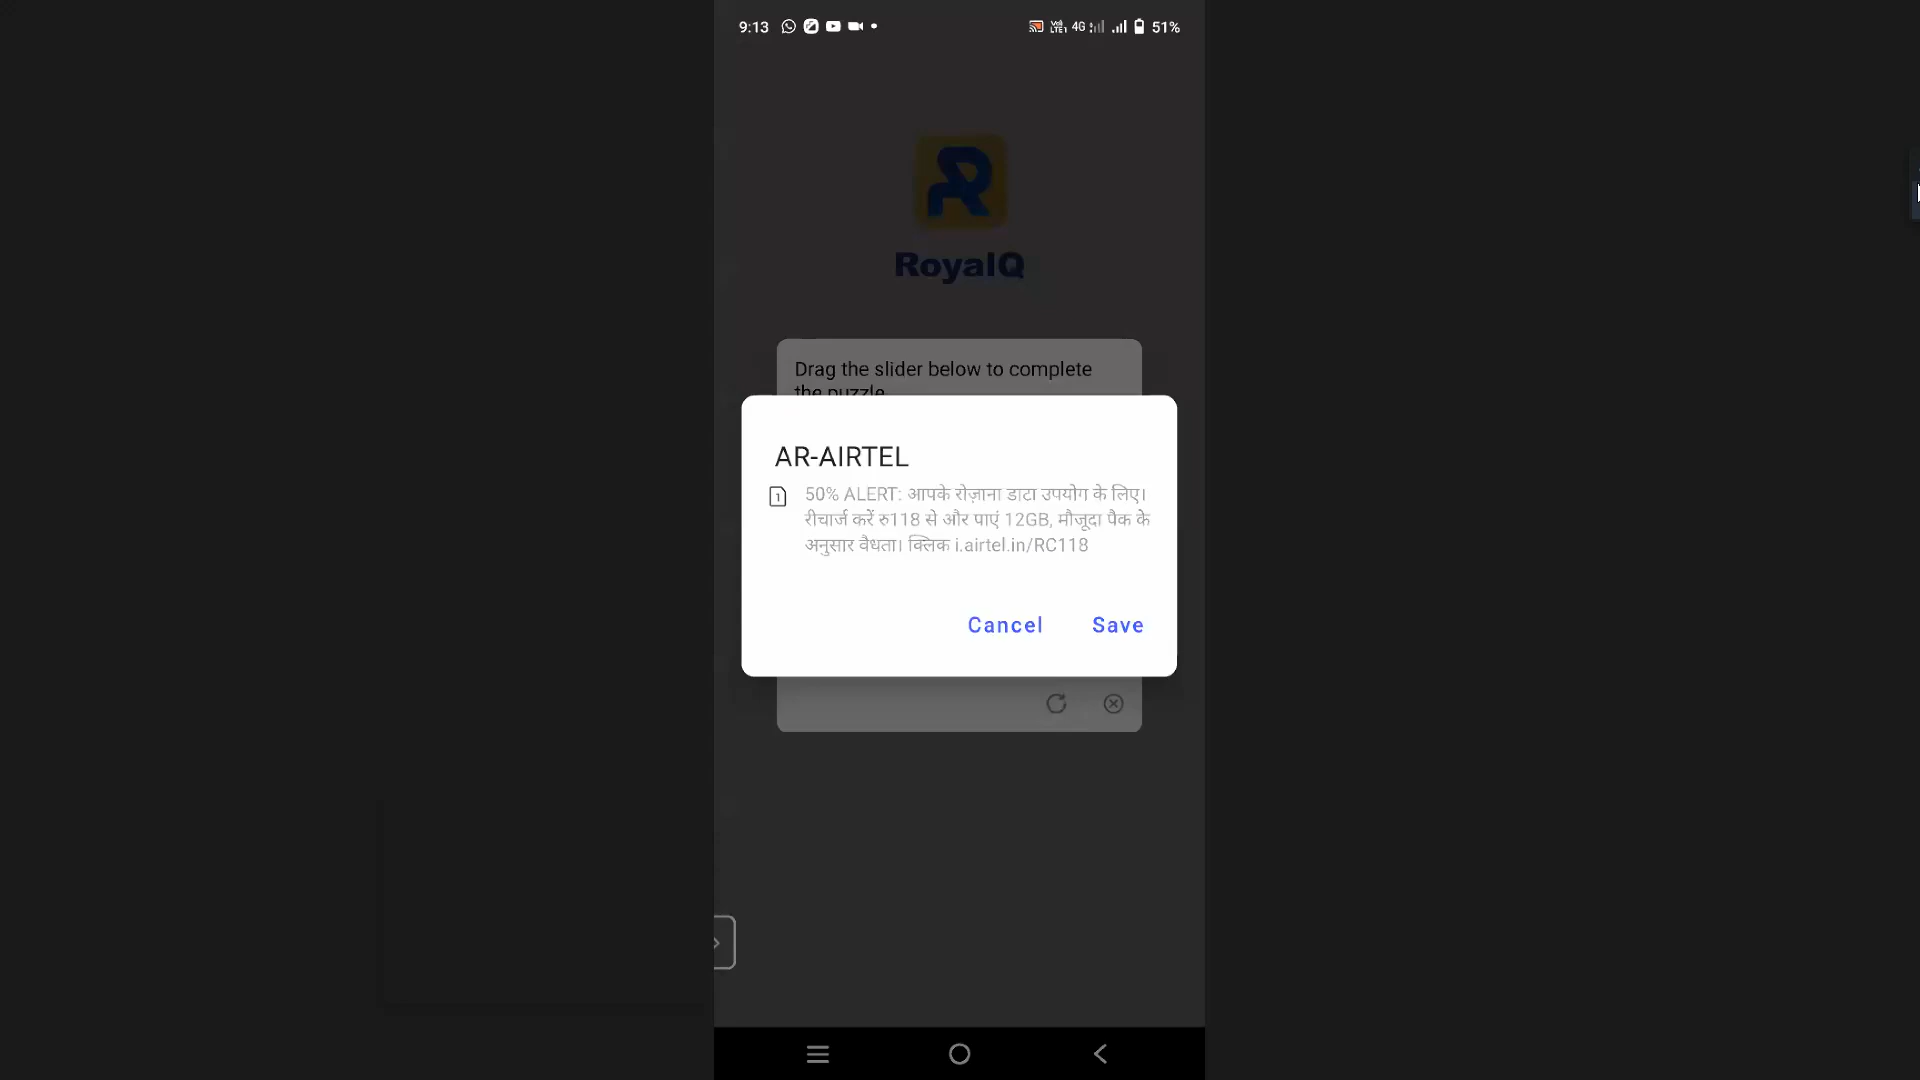 9:13
4G
51%
RoyalQ
Drag the slider below to complete
the puzzle
AR-AIRTEL
1
50% ALERT: आपके रोज़ाना डाटा उपयोग के लिए।
रीचार्ज करें रु118 से और पाएं 12GB, मौजूदा पैक के
अनुसार वैधता। क्लिक i.airtel.in/RC118
Cancel
Save